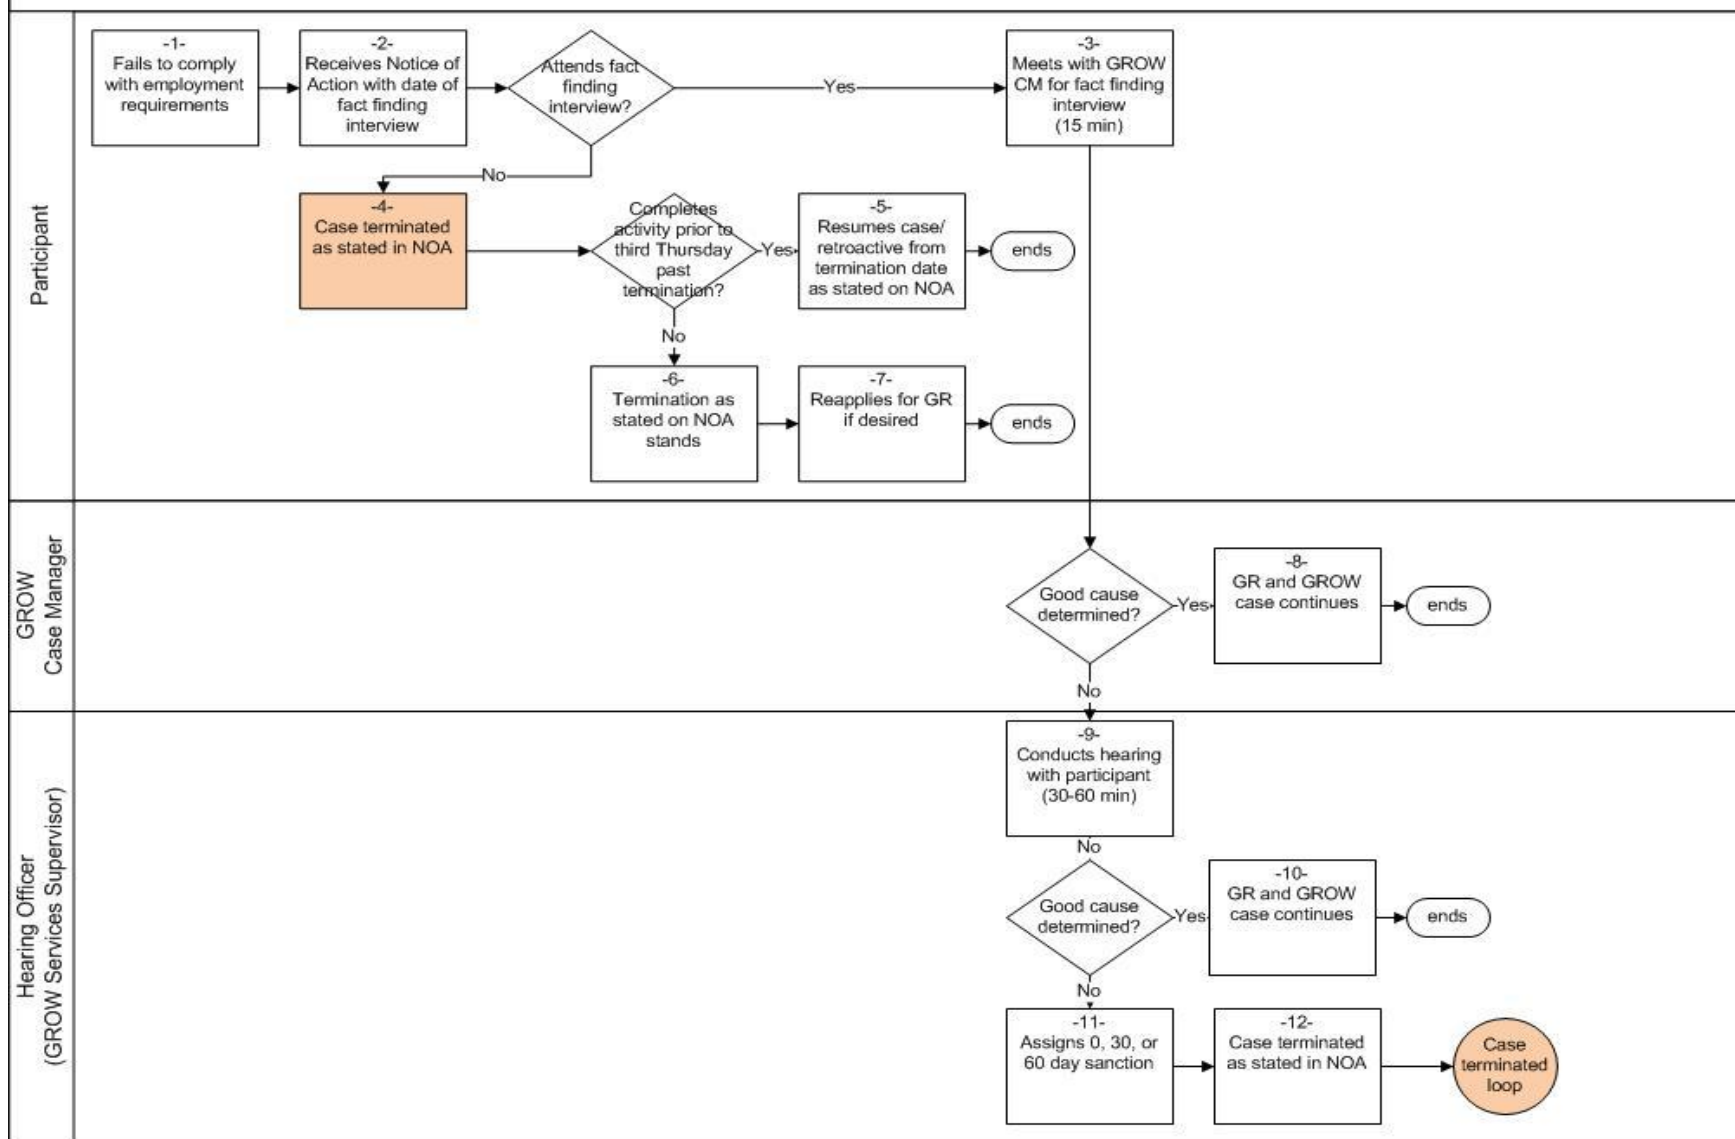 Participant
-1-
Fails to comply
with employment
requirements
-2-
Receives Notice of
Action with date of
fact finding
interview
Attends fact
finding
interview?
Yes
-3-
Meets with GROW
CM for fact finding
interview
(15 min)
No
-4-
Case terminated
as stated in NOA
Completes
activity prior to
third Thursday
past
termination?
Yes
-5-
Resumes case/
retroactive from
termination date
as stated on NOA
ends
No
-6-
Termination as
stated on NOA
stands
-7-
Reapplies for GR
if desired
ends
GROW
Case Manager
Good cause
determined?
Yes
-8-
GR and GROW
case continues
ends
No
Hearing Officer
(GROW Services Supervisor)
-9-
Conducts hearing
with participant
(30-60 min)
No
Good cause
determined?
Yes
-10-
GR and GROW
case continues
ends
No
-11-
Assigns 0, 30, or
60 day sanction
-12-
Case terminated
as stated in NOA
Case
terminated
loop